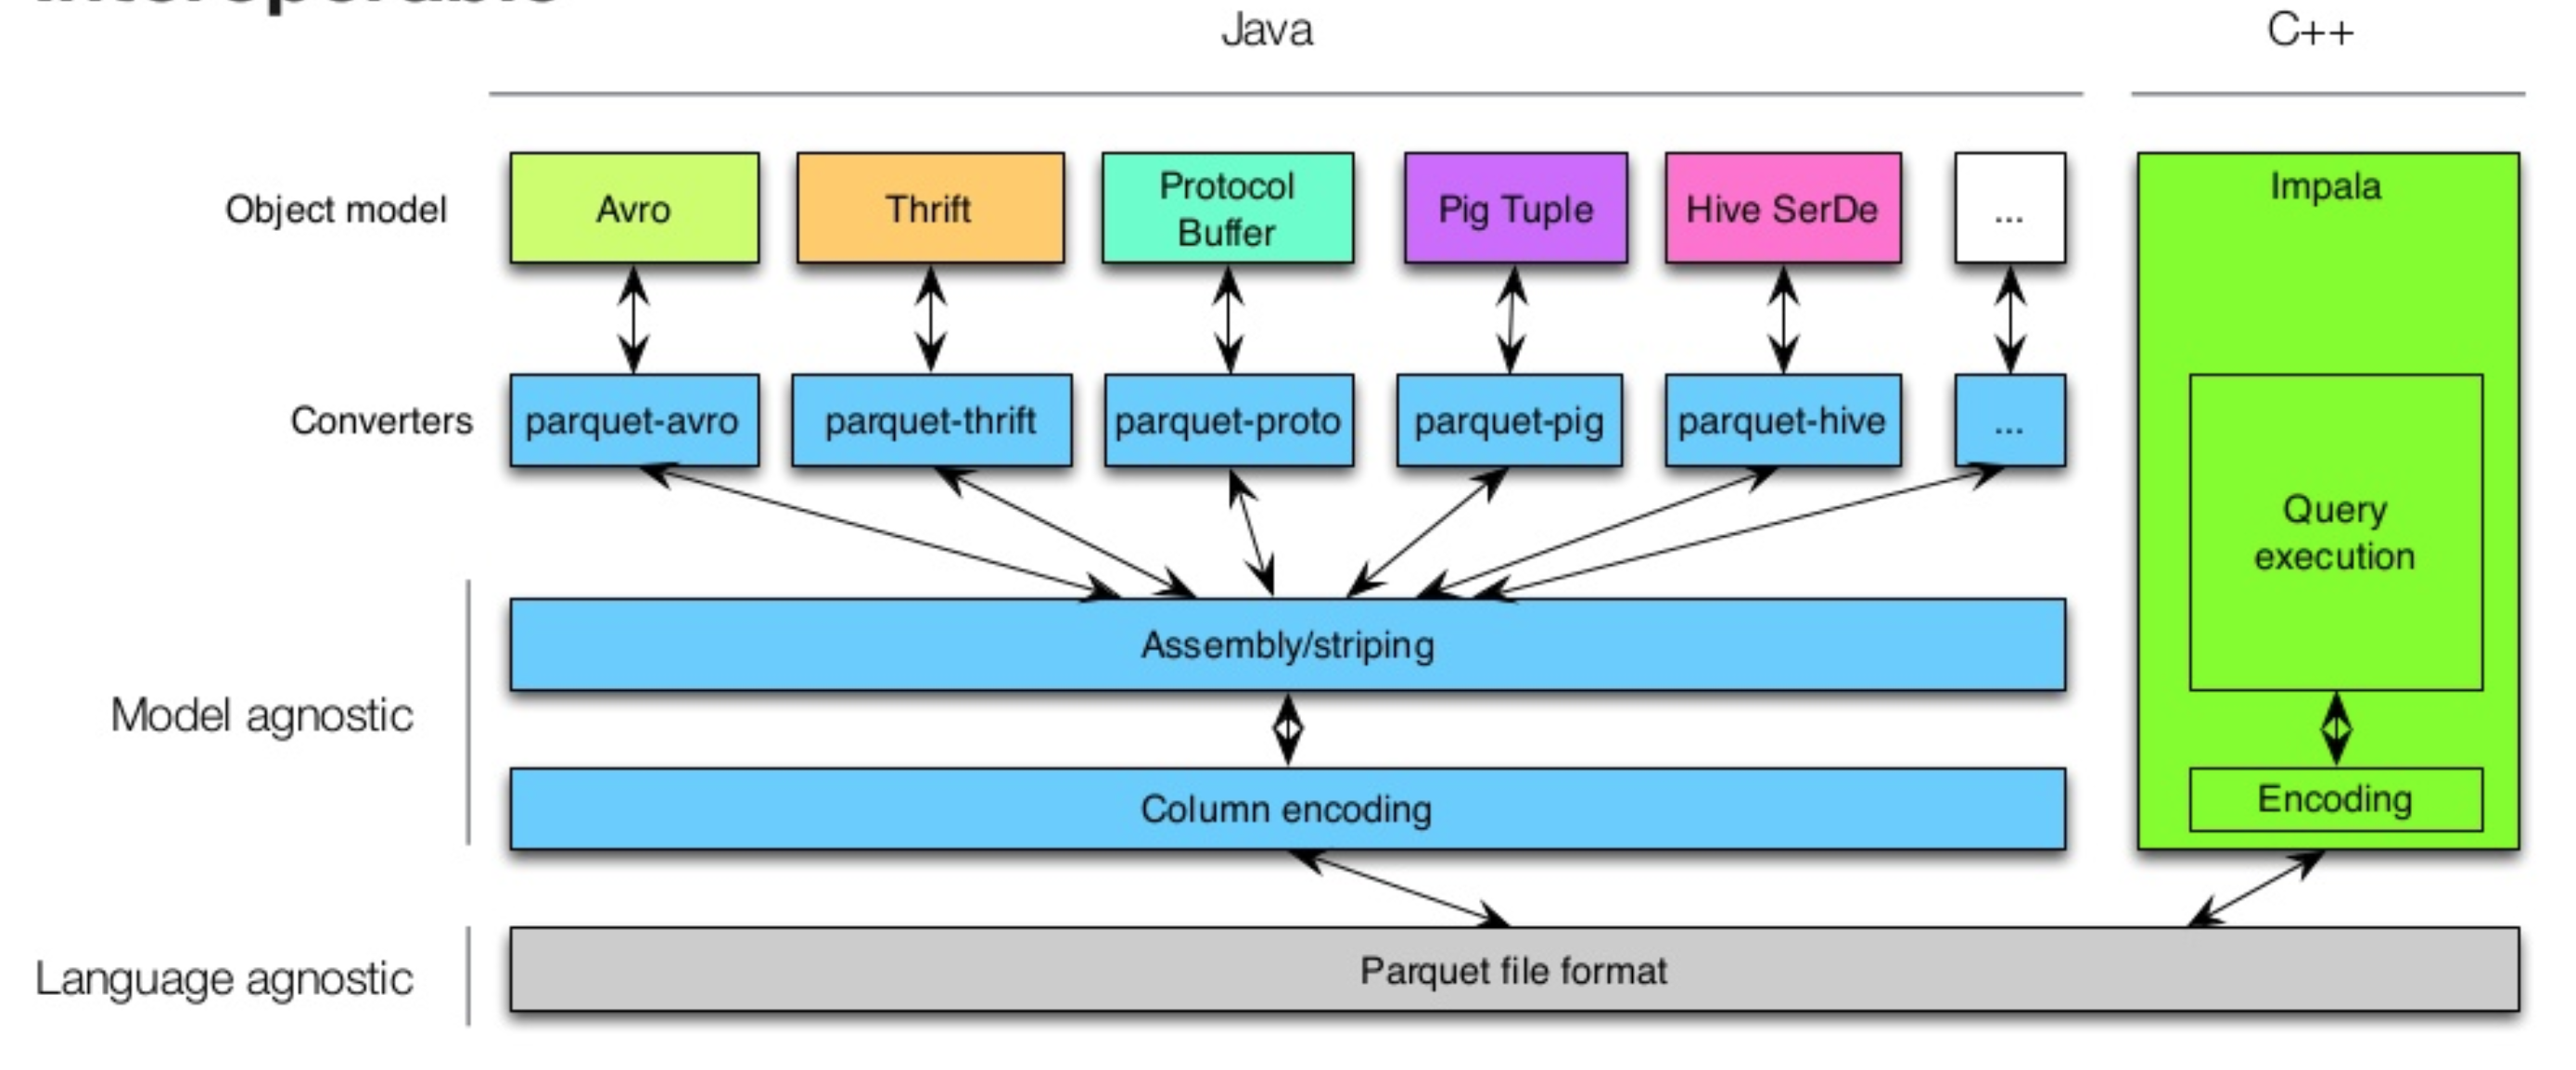 Interoperable
Java
C++
Object model
Avro
Thrift
Protocol
Buffer
Pig Tuple
Hive SerDe
...
Impala
Converters
parquet-avro
parquet-thrift
parquet-proto
parquet-pig
parquet-hive
...
Query
execution
Assembly/striping
Model agnostic
Column encoding
Encoding
Language agnostic
Parquet file format